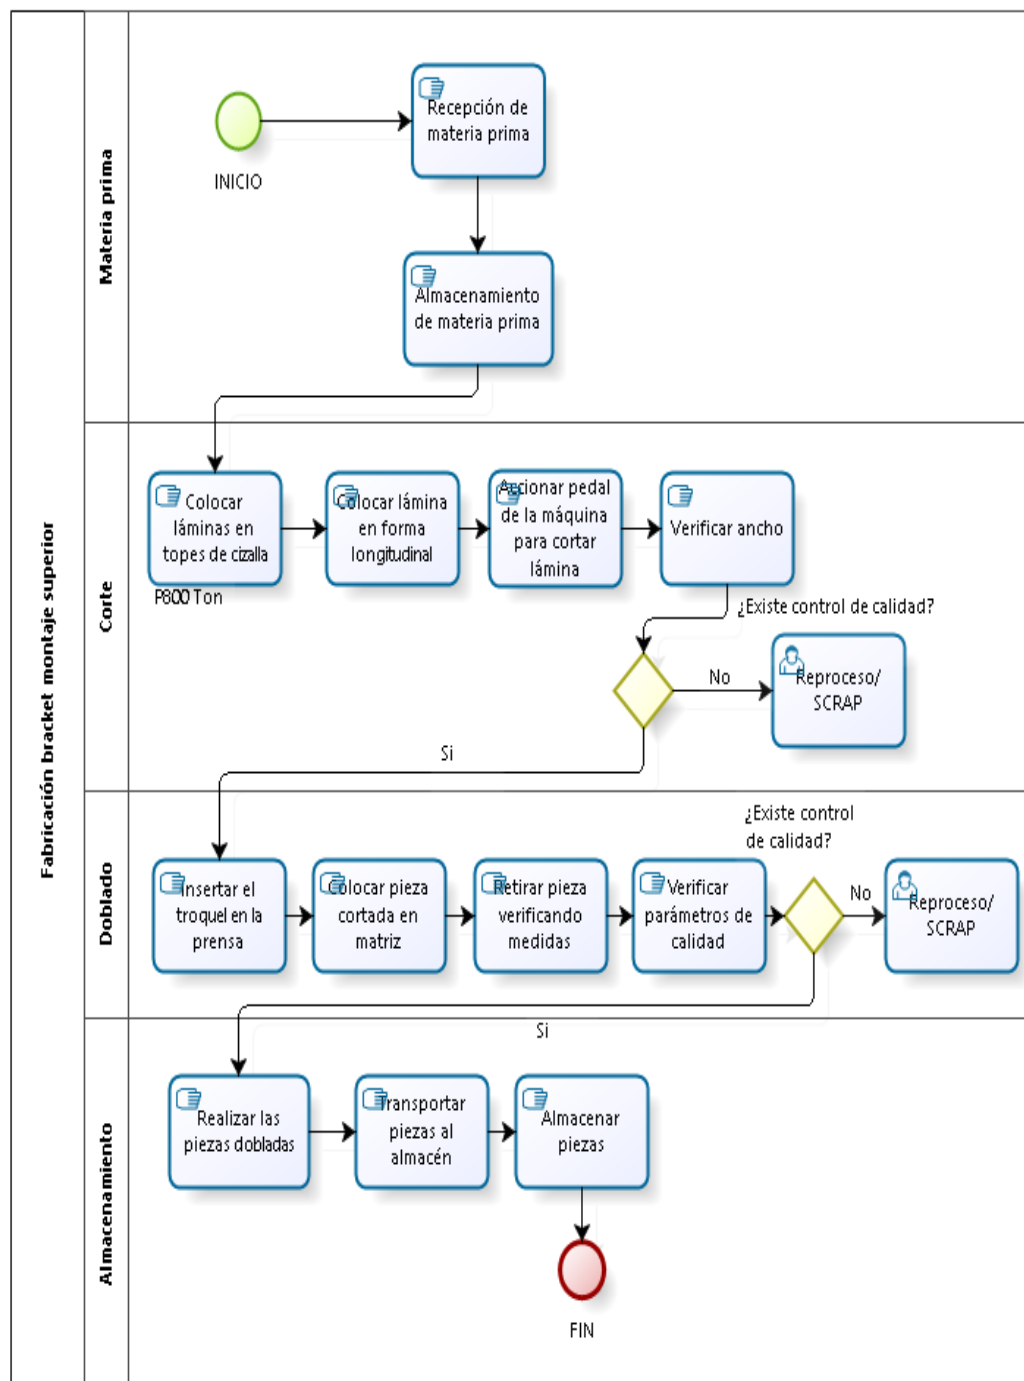 Fabricación bracket montaje superior
Materia prima
INICIO
Recepción de
materia prima
Almacenamiento
de materia prima
Corte
Colocar
láminas en
topes de cizalla
P800 Ton
Colocar lámina
en forma
longitudinal
Accionar pedal
de la máquina
para cortar
lámina
Verificar ancho
¿Existe control de calidad?
No
Reproceso/
SCRAP
Si
Doblado
Insertar el
troquel en la
prensa
Colocar pieza
cortada en
matriz
Retirar pieza
verificando
medidas
Verificar
parámetros de
calidad
¿Existe control
de calidad?
No
Reproceso/
SCRAP
Si
Almacenamiento
Realizar las
piezas dobladas
Transportar
piezas al
almacén
Almacenar
piezas
FIN